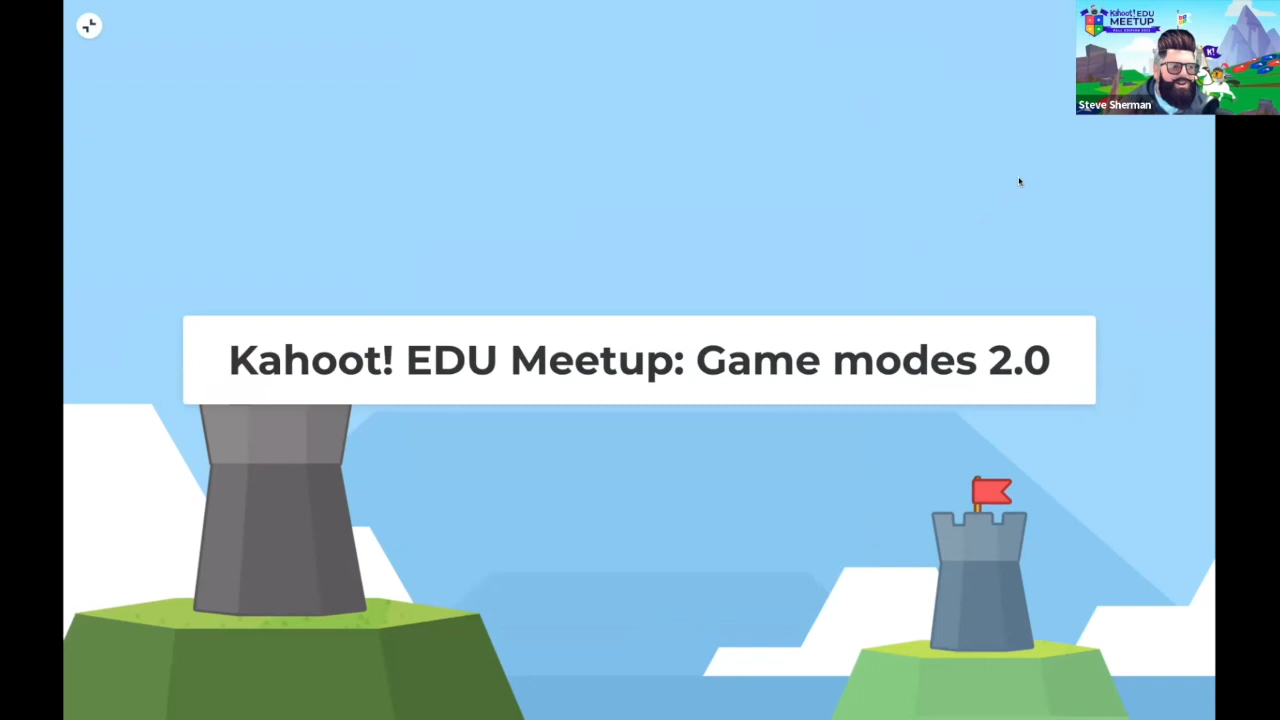 Kahoot! EDU
MEETUP
Steve Sherman
Kahoot! EDU Meetup: Game modes 2.0